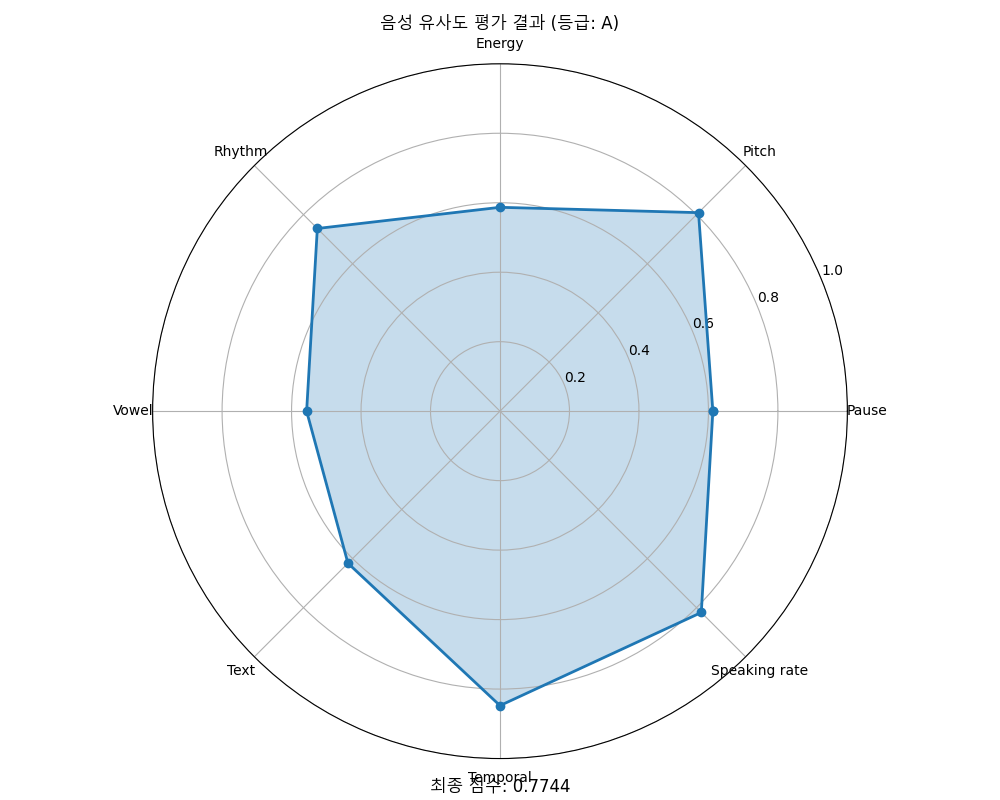 음성 유사도 평가 결과 (등급: A)
Energy
Rhythm
Pitch
1.0
0.8
0.6
0.4
0.2
Vowel
Pause
Text
Speaking rate
Temporal
최종 점수: 0.7744